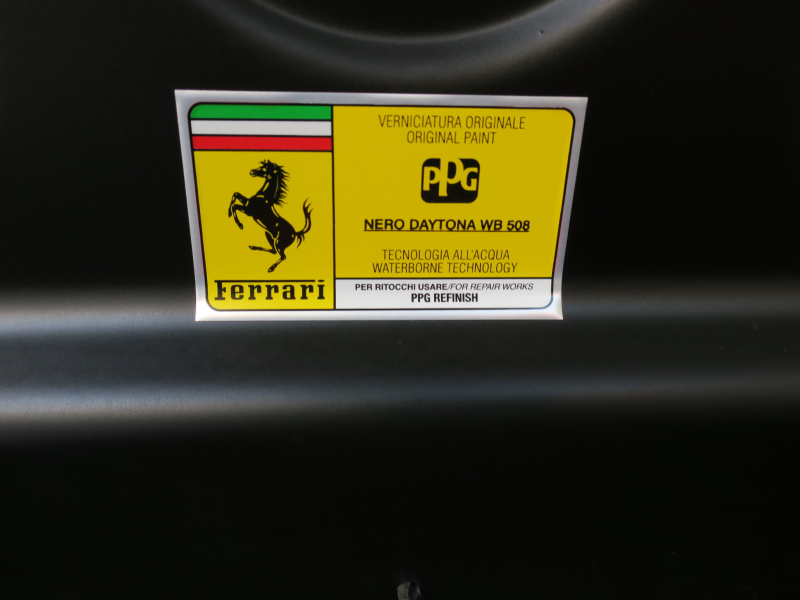 VERNICIATURA ORIGINALE
ORIGINAL PAINT
PPG
NERO DAYTONA WB 508
TECNOLOGIA ALL'ACQUA
WATERBORNE TECHNOLOGY
Ferrari
PER RITOCCHI USARE/FOR REPAIR WORKS
PPG REFINISH